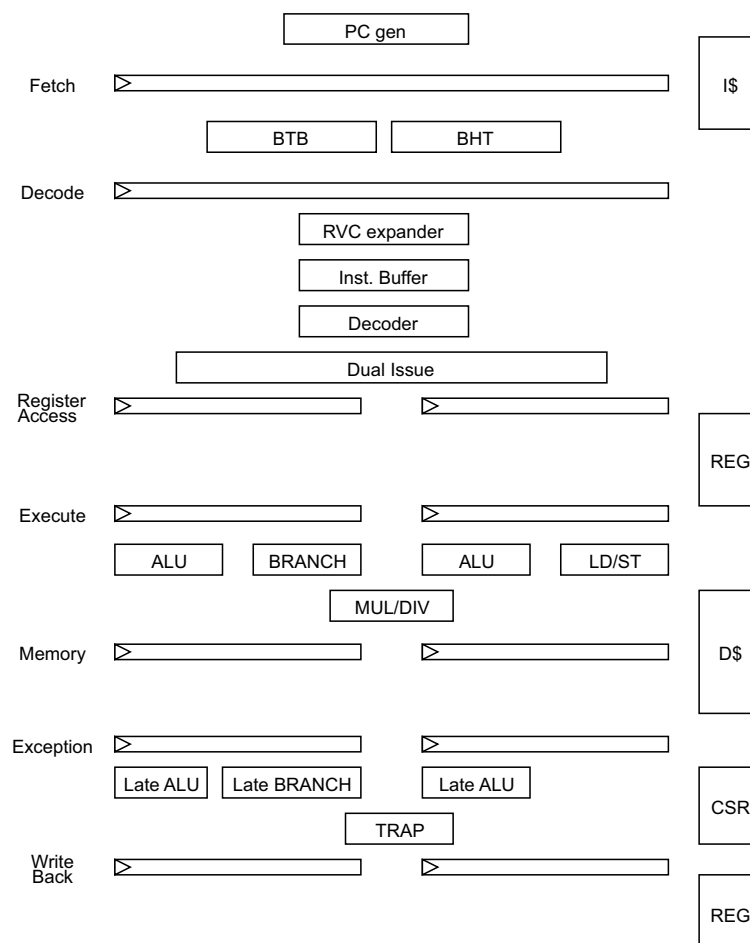 PC gen
Fetch
I$
BTB
BHT
Decode
RVC expander
Inst. Buffer
Decoder
Dual Issue
Register
Access
REG
Execute
ALU
BRANCH
ALU
LD/ST
MUL/DIV
Memory
D$
Exception
Late ALU
Late BRANCH
Late ALU
CSR
TRAP
Write
Back
REG